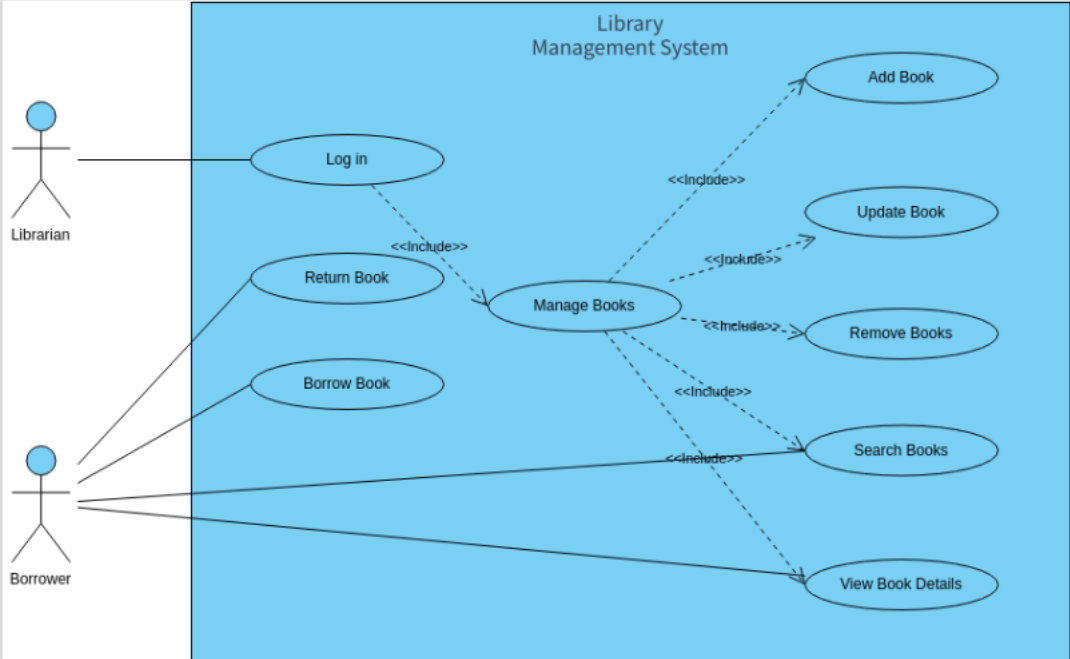 Library
Management System
Add Book
Log in
<<Include>>
Update Book
Librarian
<<Include>>
<<Include>>
Return Book
Manage Books
<<Include>>
Remove Books
Borrow Book
<<Include>>
Search Books
<<Include>>
Borrower
View Book Details